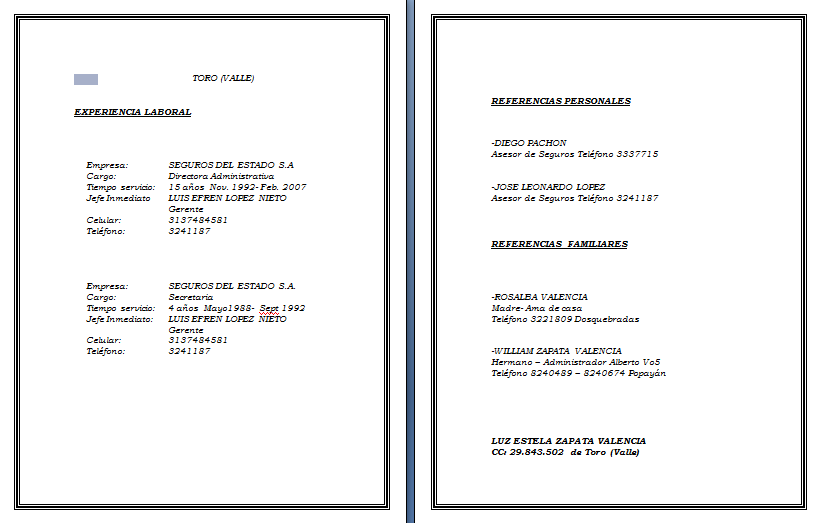 TORO (VALLE)
EXPERIENCIA LABORAL
Empresa: SEGUROS DEL ESTADO S.A
Cargo: Directora Administrativa
Tiempo servicio: 15 años Nov. 1992- Feb. 2007
Jefe Inmediato LUIS EFREN LOPEZ NIETO
Gerente
Celular: 3137484581
Teléfono: 3241187
Empresa: SEGUROS DEL ESTADO S.A.
Cargo: Secretaria
Tiempo servicio: 4 años Mayo1988- Sept 1992
Jefe Inmediato: LUIS EFREN LOPEZ NIETO
Gerente
Celular: 3137484581
Teléfono: 3241187
REFERENCIAS PERSONALES
-DIEGO PACHON
Asesor de Seguros Teléfono 3337715
-JOSE LEONARDO LOPEZ
Asesor de Seguros Teléfono 3241187
REFERENCIAS FAMILIARES
-ROSALBA VALENCIA
Madre-Ama de casa
Teléfono 3221809 Dosquebradas
-WILLIAM ZAPATA VALENCIA
Hermano – Administrador Alberto Vo5
Teléfono 8240489 – 8240674 Popayán
LUZ ESTELA ZAPATA VALENCIA
CC: 29.843.502 de Toro (Valle)